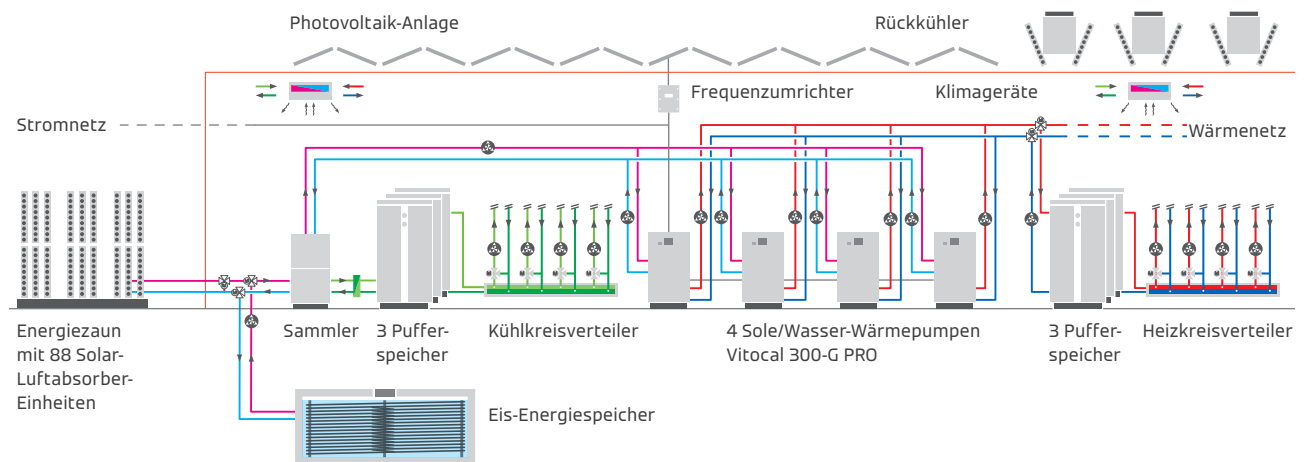 Photovoltaik-Anlage
Rückkühler
Frequenzumrichter
Klimageräte
Stromnetz
Wärmenetz
Energiezaun
mit 88 Solar-
Luftabsorber-
Einheiten
Sammler
3 Puffer-
speicher
Kühlkreisverteiler
4 Sole/Wasser-Wärmepumpen
Vitocal 300-G PRO
3 Puffer-
speicher
Heizkreisverteiler
Eis-Energiespeicher